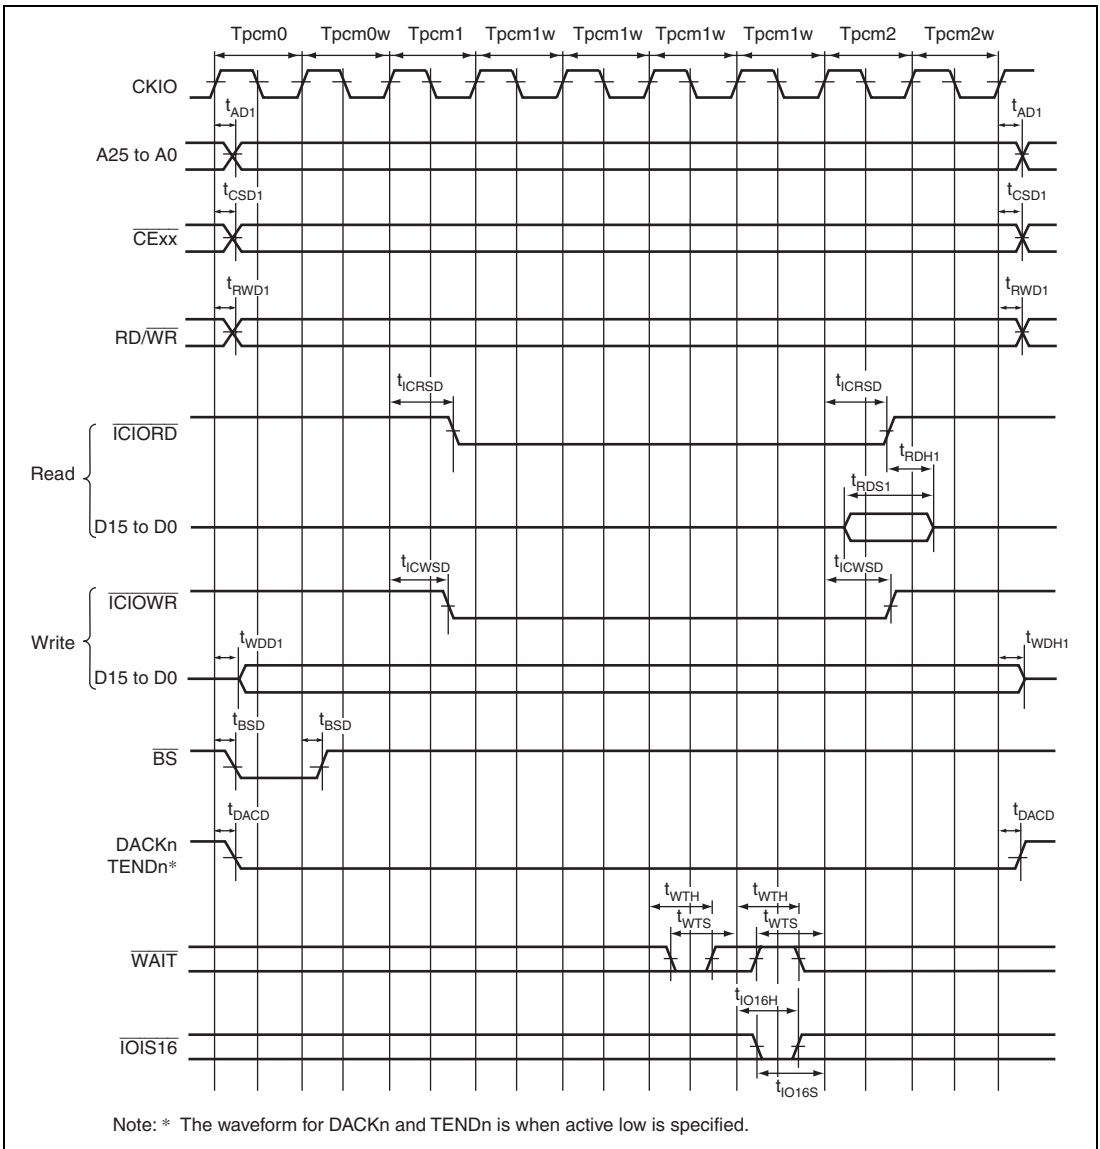 Tpcm0 Tpcm0w Tpcm1 Tpcm1w Tpcm1w Tpcm1w Tpcm1w Tpcm2 Tpcm2w
CKIO
tAD1 tAD1
A25 to A0
tCSD1 tCSD1
CExx
tRWD1 tRWD1
RD/WR
tICRSD tICRSD
ICIORD
tRDH1
Read
tRDS1
D15 to D0
tICWSD tICWSD
ICIOWR
Write
tWDD1 tWDH1
D15 to D0
tBSD tBSD
BS
tDACD tDACD
DACKn
TENDn*
tWTH tWTH
tWTS tWTS
WAIT
tIO16H
IOIS16
tIO16S
Note: * The waveform for DACKn and TENDn is when active low is specified.